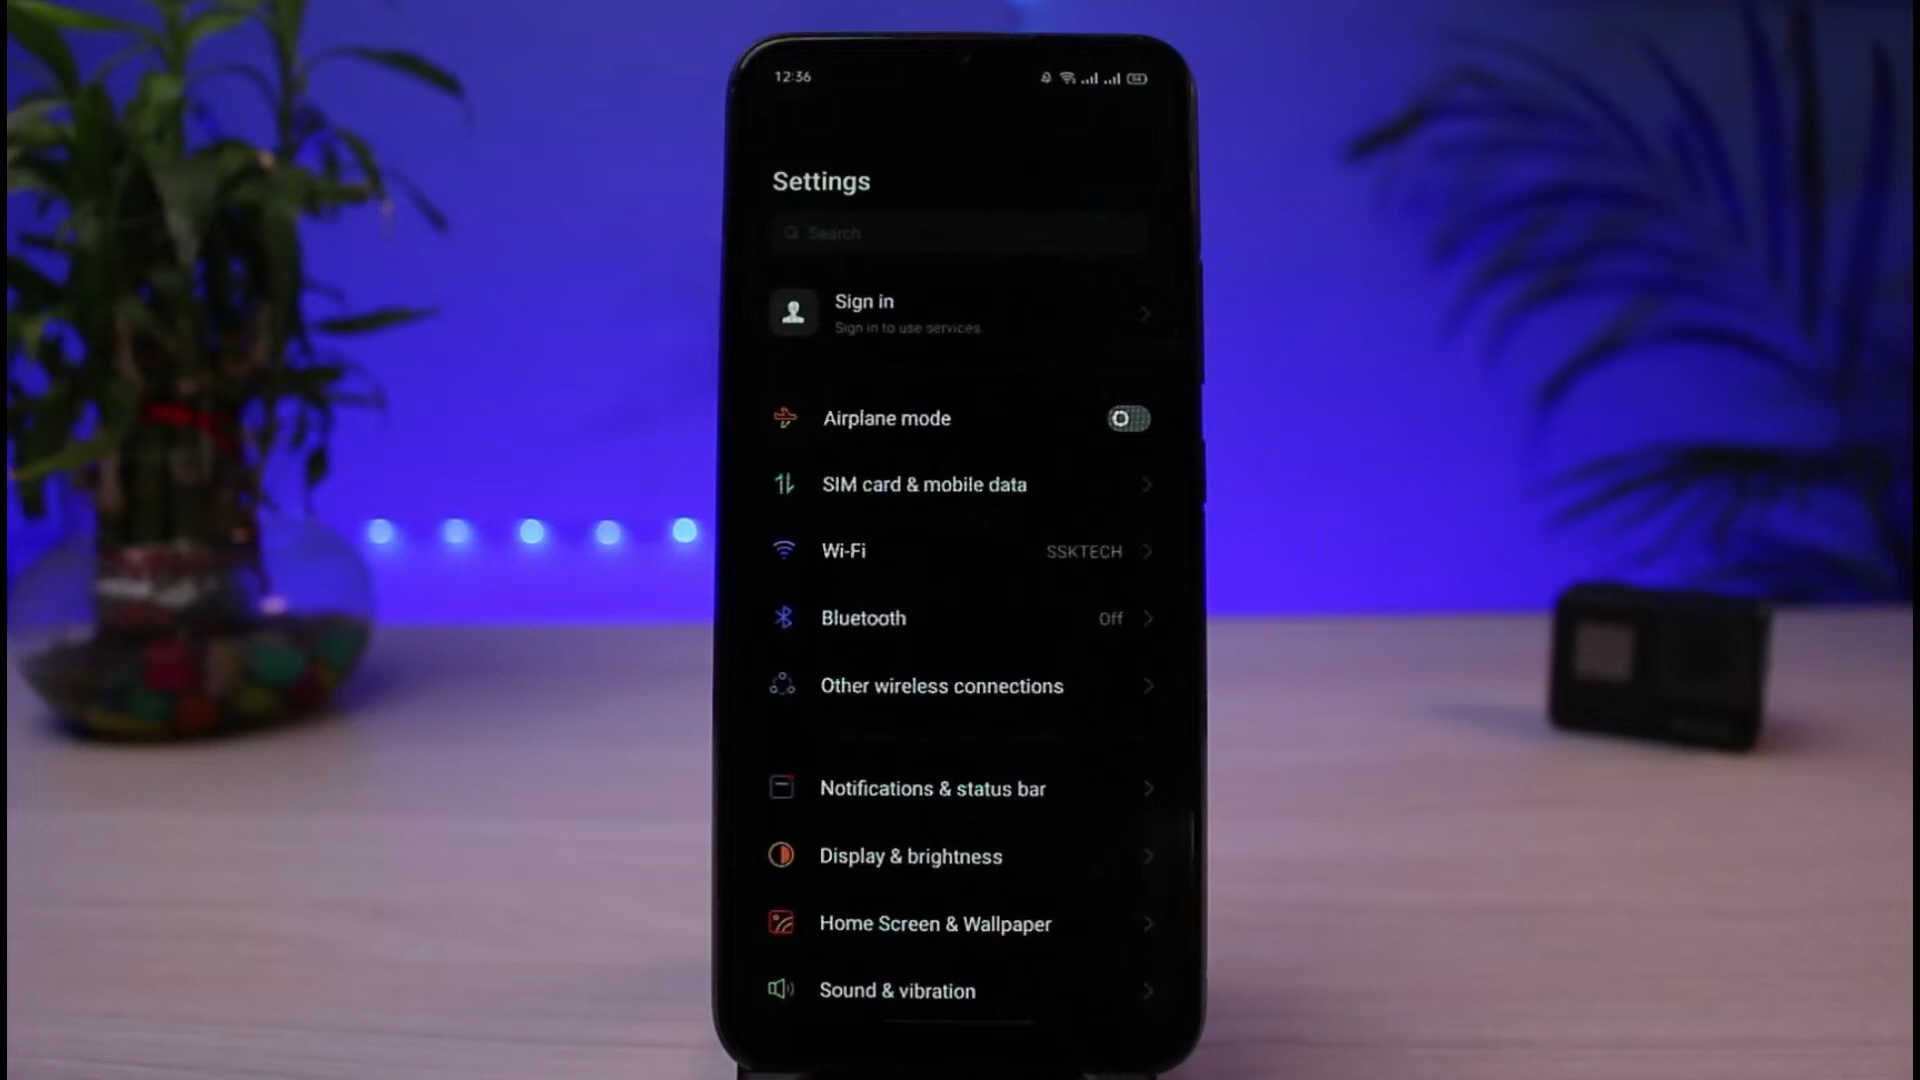 12:36
Settings
Search
Sign in
Sign in to use services
Airplane mode
SIM card & mobile data
Wi-Fi SSKTECH
Bluetooth Off
Other wireless connections
Notifications & status bar
Display & brightness
Home Screen & Wallpaper
Sound & vibration